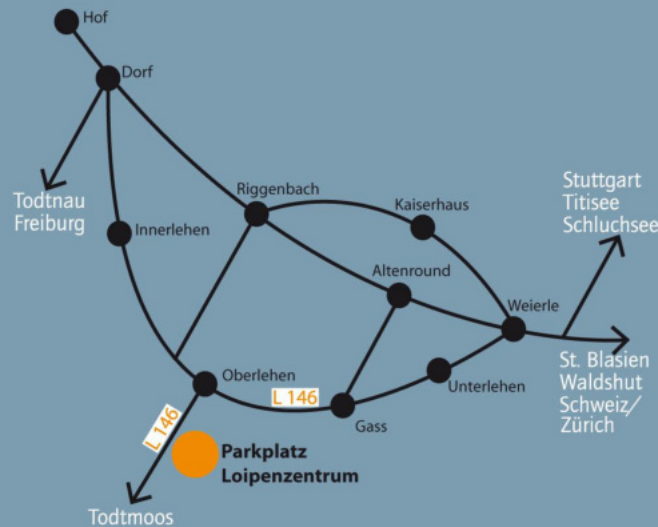 Hof
Dorf
Todtnau
Freiburg
Riggenbach
Kaiserhaus
Stuttgart
Titisee
Schluchsee
Innerlehen
Altenround
Weierle
St. Blasien
Waldshut
Schweiz/
Zürich
Oberlehen
Unterlehen
L 146
Gass
L 146
Parkplatz
Loipenzentrum
Todtmoos